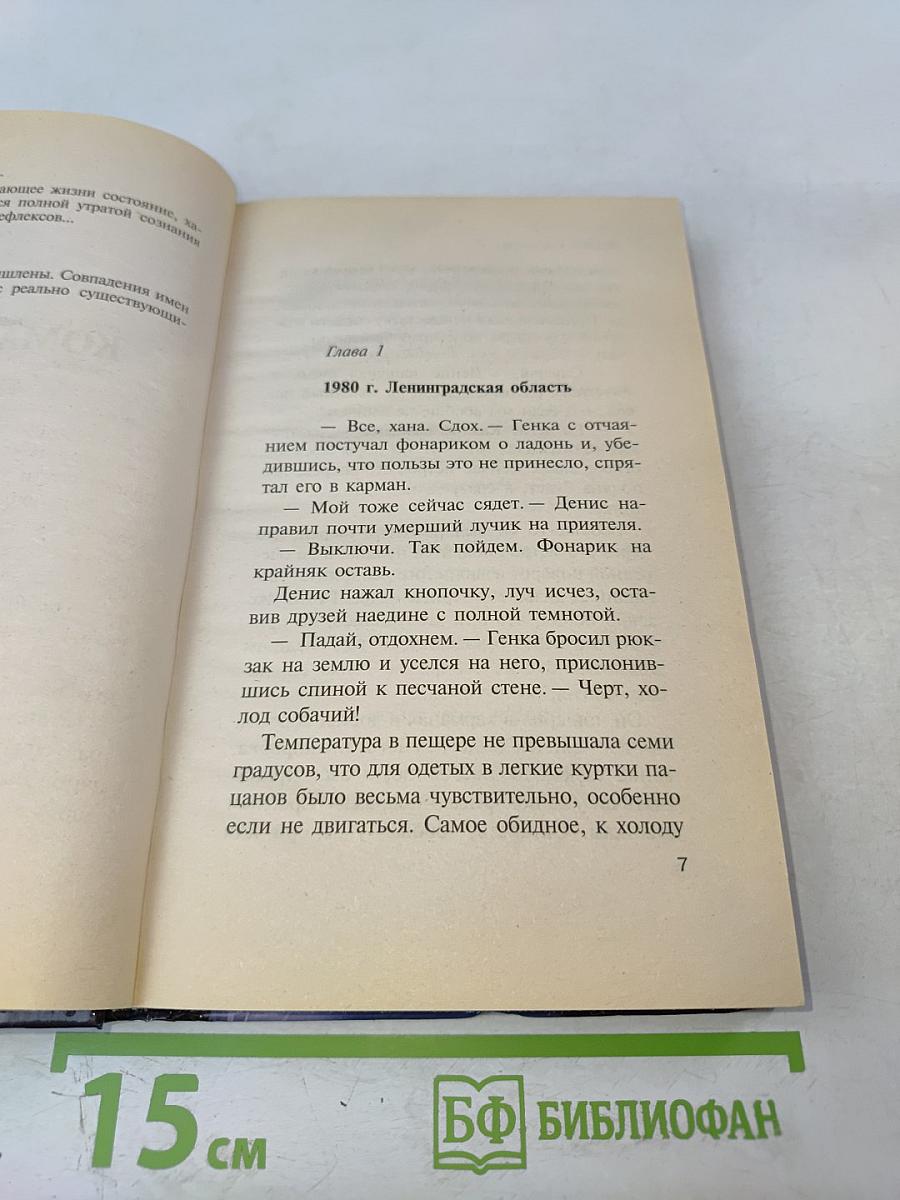 ающее жизни состояние, ха-
ся полной утратой сознания
ефлексов...
шлены. Совпадения имен
с реально существующи-
Глава 1
1980 г. Ленинградская область
— Все, хана. Сдох. — Генка с отчая-
нием постучал фонариком о ладонь и, убе-
дившись, что пользы это не принесло, спря-
тал его в карман.
— Мой тоже сейчас сядет. — Денис на-
правил почти умерший лучик на приятеля.
— Выключи. Так пойдем. Фонарик на
крайняк оставь.
Денис нажал кнопочку, луч исчез, оста-
вив друзей наедине с полной темнотой.
— Падай, отдохнем. — Генка бросил рюк-
зак на землю и уселся на него, прислонив-
шись спиной к песчаной стене. — Черт, хо-
лод собачий!
Температура в пещере не превышала семи
градусов, что для одетых в легкие куртки па-
цанов было весьма чувствительно, особенно
если не двигаться. Самое обидное, к холоду
7
15 см
БФ БИБЛИОФАН